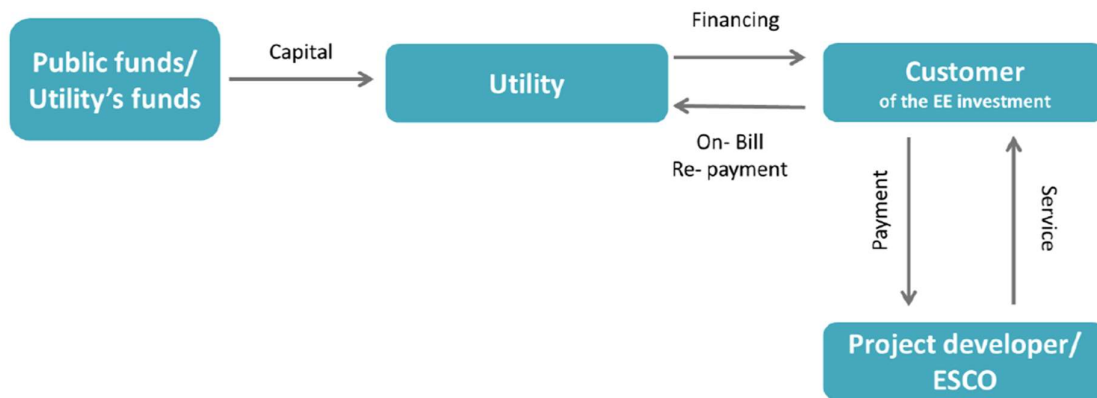 Public funds/
Utility's funds
Capital
Utility
Financing
On- Bill
Re- payment
Customer
of the EE investment
Payment
Service
Project developer/
ESCO